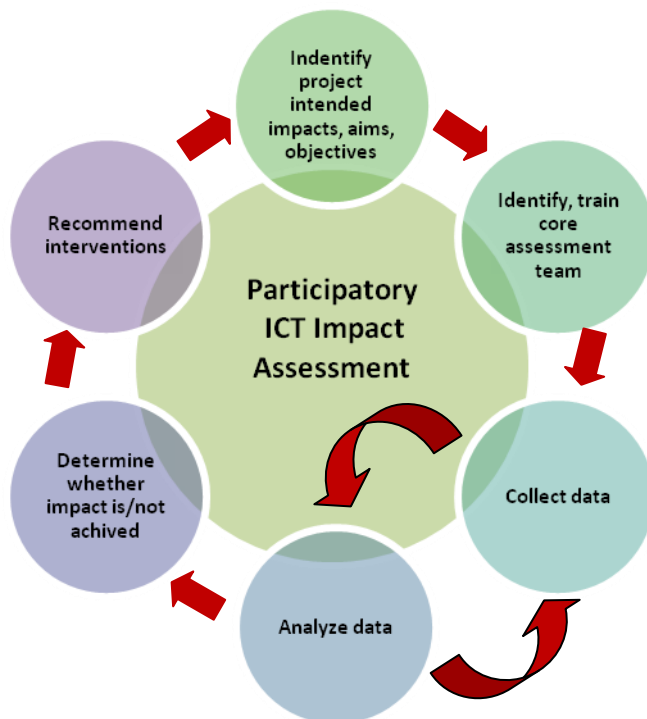 Indentify
project
intended
impacts, aims,
objectives
Identify, train
core
assessment
team
Collect data
Analyze data
Determine
whether
impact is/not
achived
Recommend
interventions
Participatory
ICT Impact
Assessment